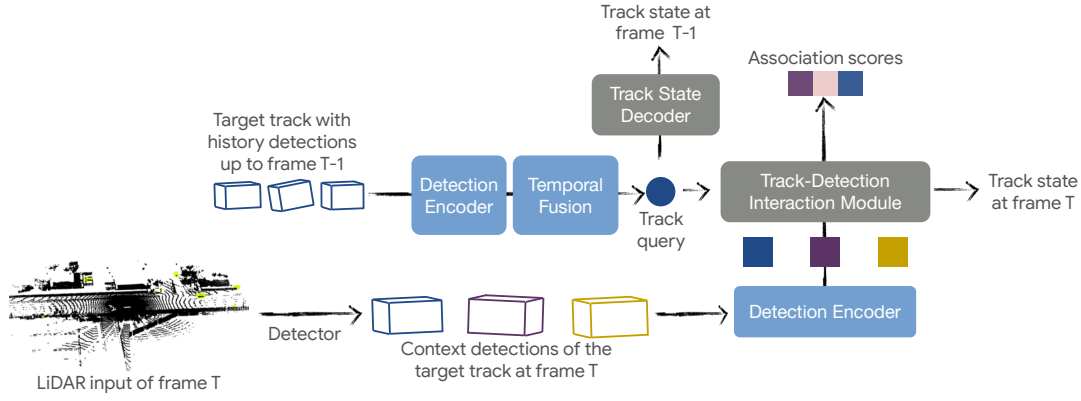 Track state at
frame T-1
Association scores
Track State
Decoder
Target track with
history detections
up to frame T-1
Detection
Encoder
Temporal
Fusion
Track
query
Track-Detection
Interaction Module
Track state
at frame T
Detection Encoder
Detector
Context detections of the
target track at frame T
LiDAR input of frame T